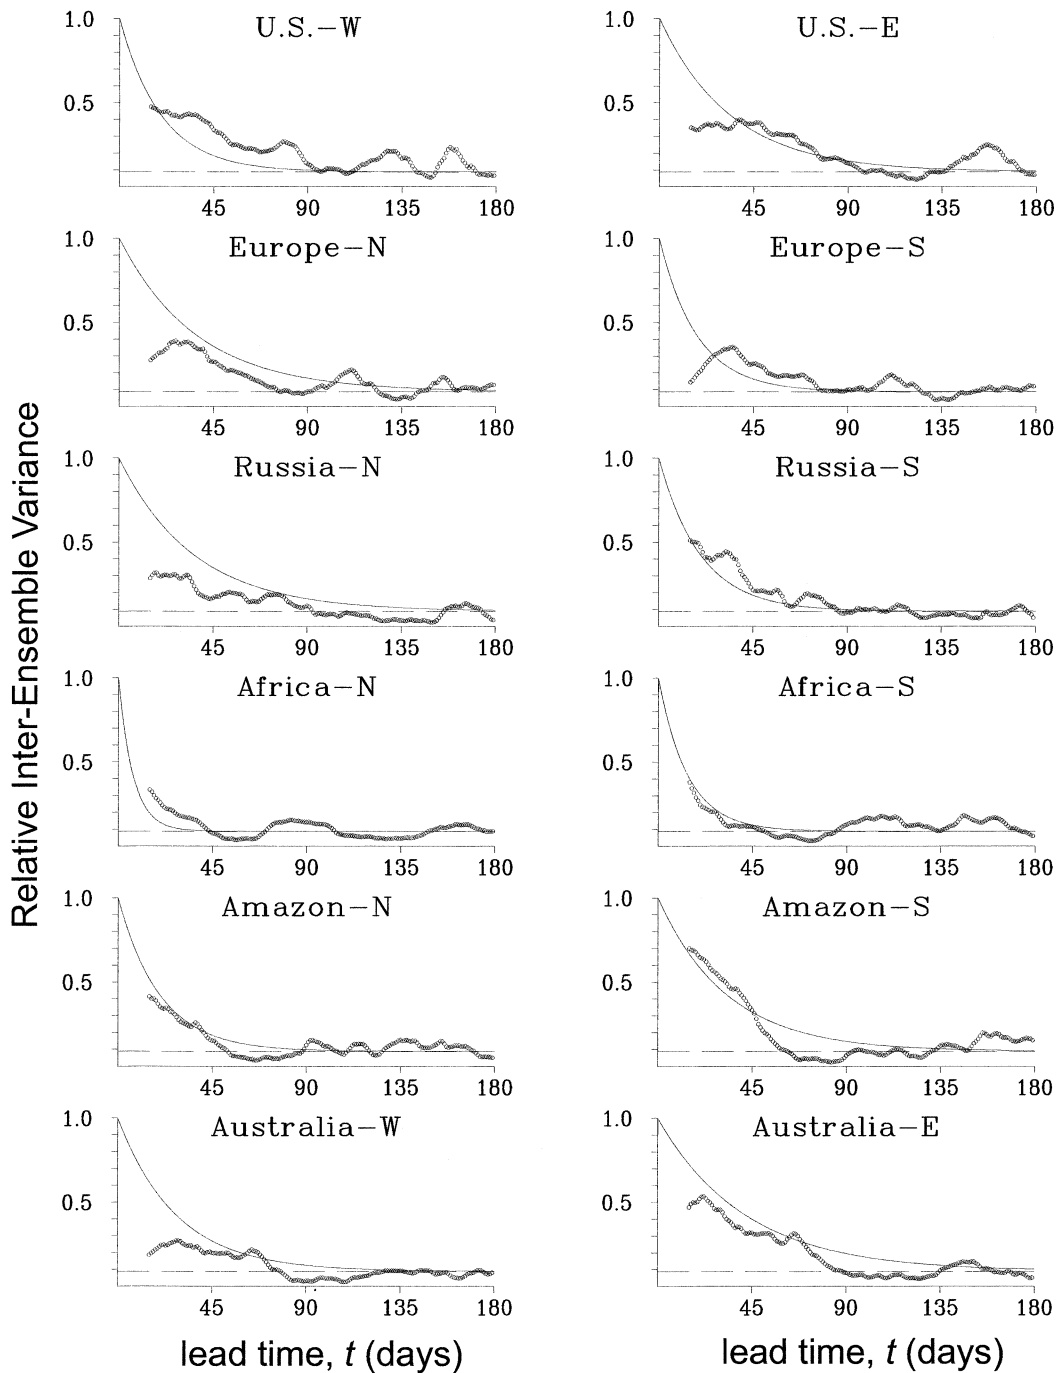 Relative Inter-Ensemble Variance
U.S.-W
1.0
0.5
45 90 135 180
U.S.-E
1.0
0.5
45 90 135 180
Europe-N
1.0
0.5
45 90 135 180
Europe-S
1.0
0.5
45 90 135 180
Russia-N
1.0
0.5
45 90 135 180
Russia-S
1.0
0.5
45 90 135 180
Africa-N
1.0
0.5
45 90 135 180
Africa-S
1.0
0.5
45 90 135 180
Amazon-N
1.0
0.5
45 90 135 180
Amazon-S
1.0
0.5
45 90 135 180
Australia-W
1.0
0.5
45 90 135 180
Australia-E
1.0
0.5
45 90 135 180
lead time, t (days)
lead time, t (days)